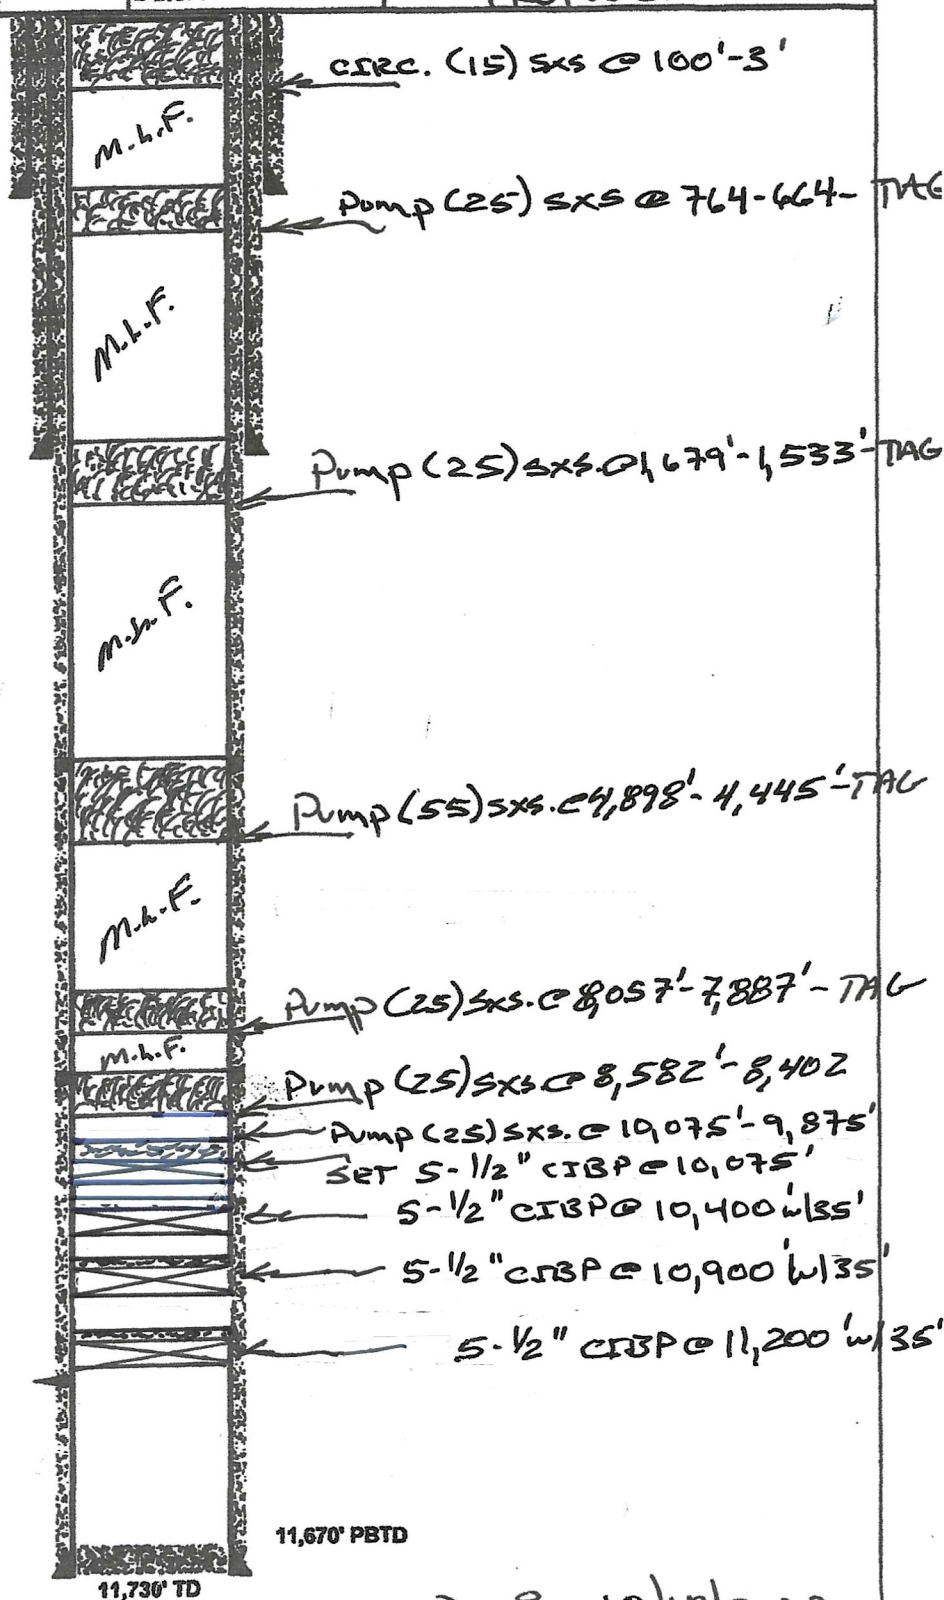 CIRC. (15) SXS @ 100'-3'
M.L.F.
Pump (25) SXS @ 764-664- TAG
M.L.F.
Pump (25) SXS. @ 1,679'-1,533'-TAG
M.L.F.
Pump (55) SXS. @ 4,898'-4,445'-TAG
M.L.F.
Pump (25) SXS. @ 8,057'-7,887'-TAG
M.L.F.
Pump (25) SXS @ 8,582'-8,402
Pump (25) SXS. @ 10,075'-9,875'
SET 5-1/2" CIBP @ 10,075'
5-1/2" CIBP @ 10,400' w/35'
5-1/2" CIBP @ 10,900' w/35'
5-1/2" CIBP @ 11,200' w/35'
11,670' PBTD
11,730' TD